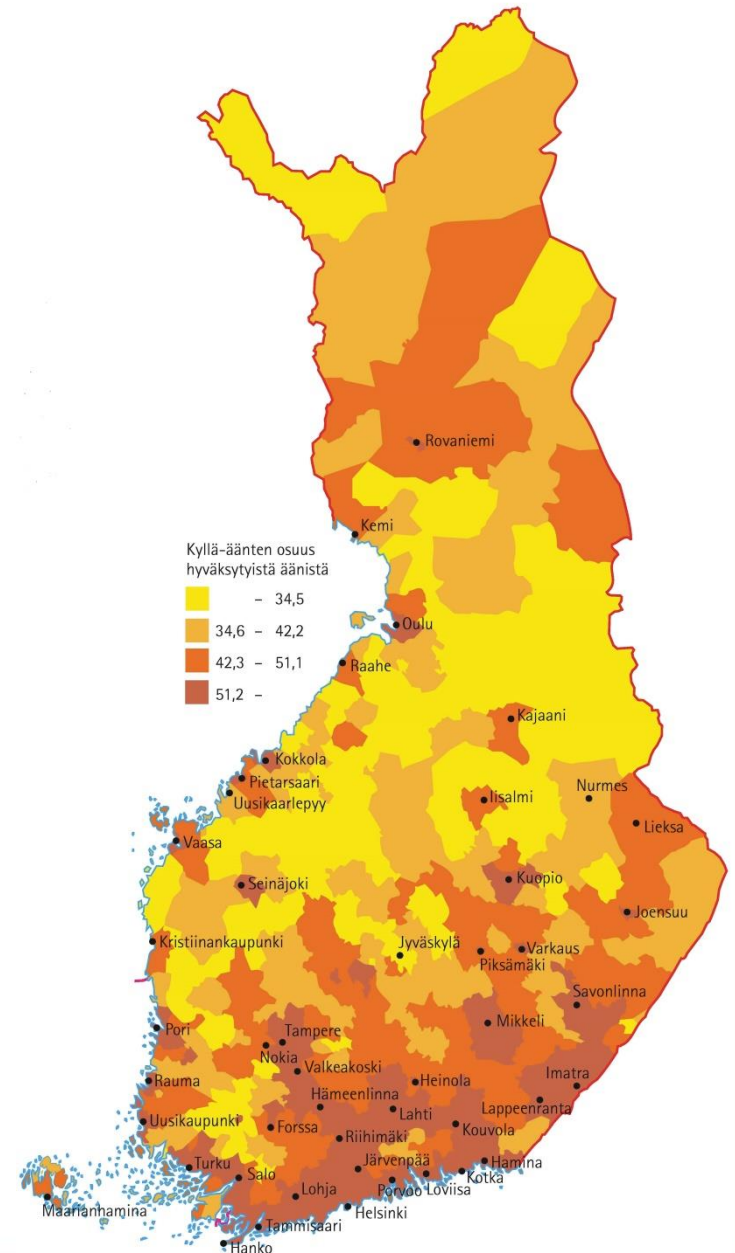 Rovaniemi
Kemi
Kyllä-äänten osuus
hyväksytyistä äänistä
– 34,5
34,6 – 42,2
42,3 – 51,1
51,2 –
Oulu
Raahe
Kajaani
Kokkola
Pietarsaari
Uusikaarlepyy
Iisalmi
Nurmes
Lieksa
Vaasa
Seinäjoki
Kuopio
Joensuu
Kristiinankaupunki
Jyväskylä
Varkaus
Piksämäki
Savonlinna
Pori
Tampere
Mikkeli
Nokia
Valkeakoski
Imatra
Rauma
Heinola
Hämeenlinna
Lappeenranta
Lahti
Uusikaupunki
Forssa
Kouvola
Riihimäki
Turku
Salo
Järvenpää
Hamina
Kotka
Loviisa
Porvoo
Lohja
Maarianhamina
Helsinki
Tammisaari
Hanko